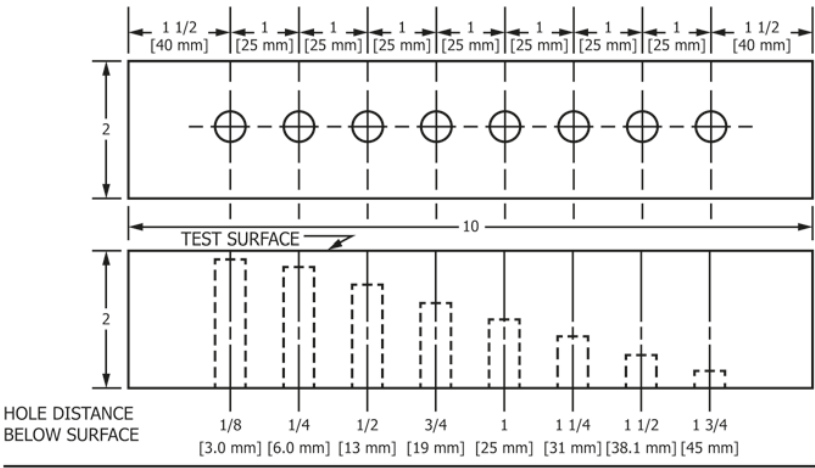 1 1/2 1 1 1 1 1 1 1 1 1/2
[40 mm] [25 mm] [25 mm] [25 mm] [25 mm] [25 mm] [25 mm] [25 mm] [40 mm]
2
10
TEST SURFACE
2
HOLE DISTANCE
BELOW SURFACE
1/8 1/4 1/2 3/4 1 1 1/4 1 1/2 1 3/4
[3.0 mm] [6.0 mm] [13 mm] [19 mm] [25 mm] [31 mm] [38.1 mm] [45 mm]